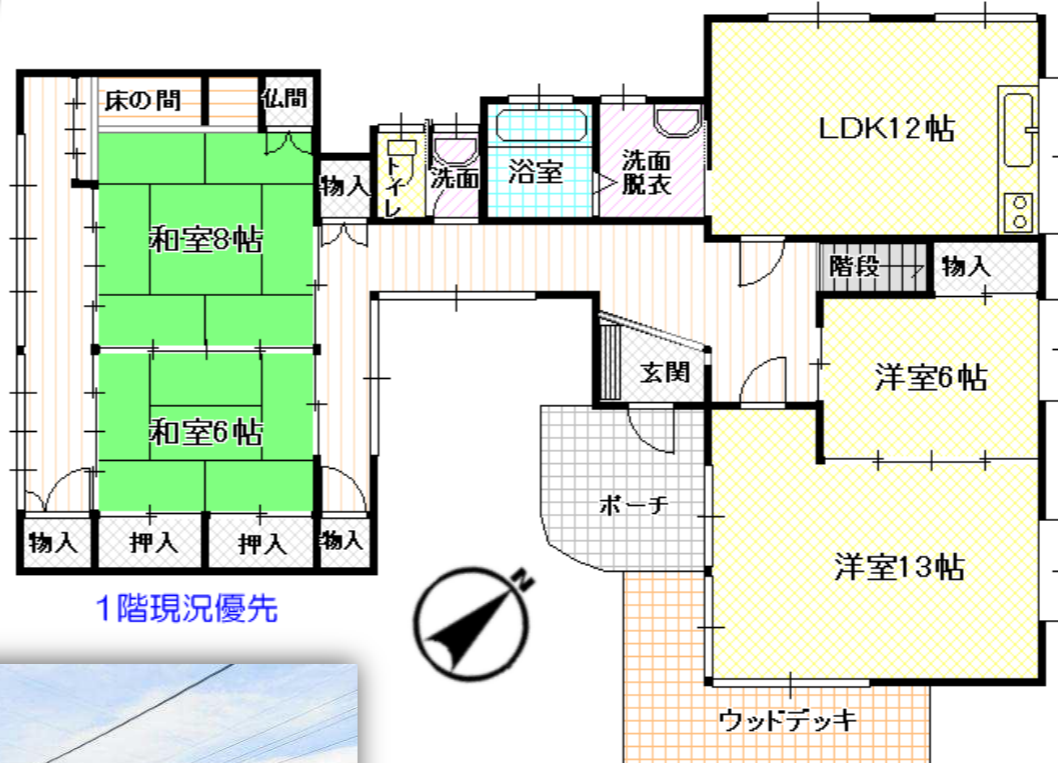 床の間
仏間
LDK12帖
物入
トイレ
洗面
浴室
洗面
脱衣
和室8帖
階段
物入
玄関
洋室6帖
和室6帖
ポーチ
物入
押入
押入
物入
洋室13帖
N
1階現況優先
ウッドデッキ